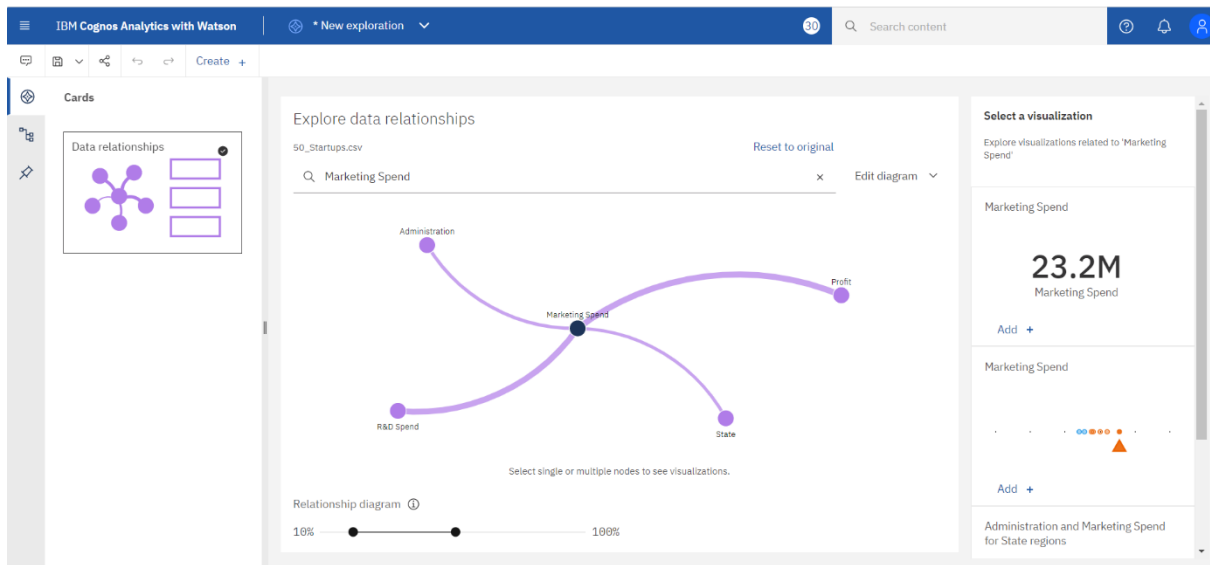 IBM Cognos Analytics with Watson
* New exploration
30
Search content
Create +
Cards
Data relationships
Explore data relationships
50_Startups.csv
Reset to original
Marketing Spend
Edit diagram
Administration
Profit
Marketing Spend
R&D Spend
State
Select single or multiple nodes to see visualizations.
Relationship diagram
10%
100%
Select a visualization
Explore visualizations related to 'Marketing
Spend'
Marketing Spend
23.2M
Marketing Spend
Add +
Marketing Spend
Add +
Administration and Marketing Spend
for State regions